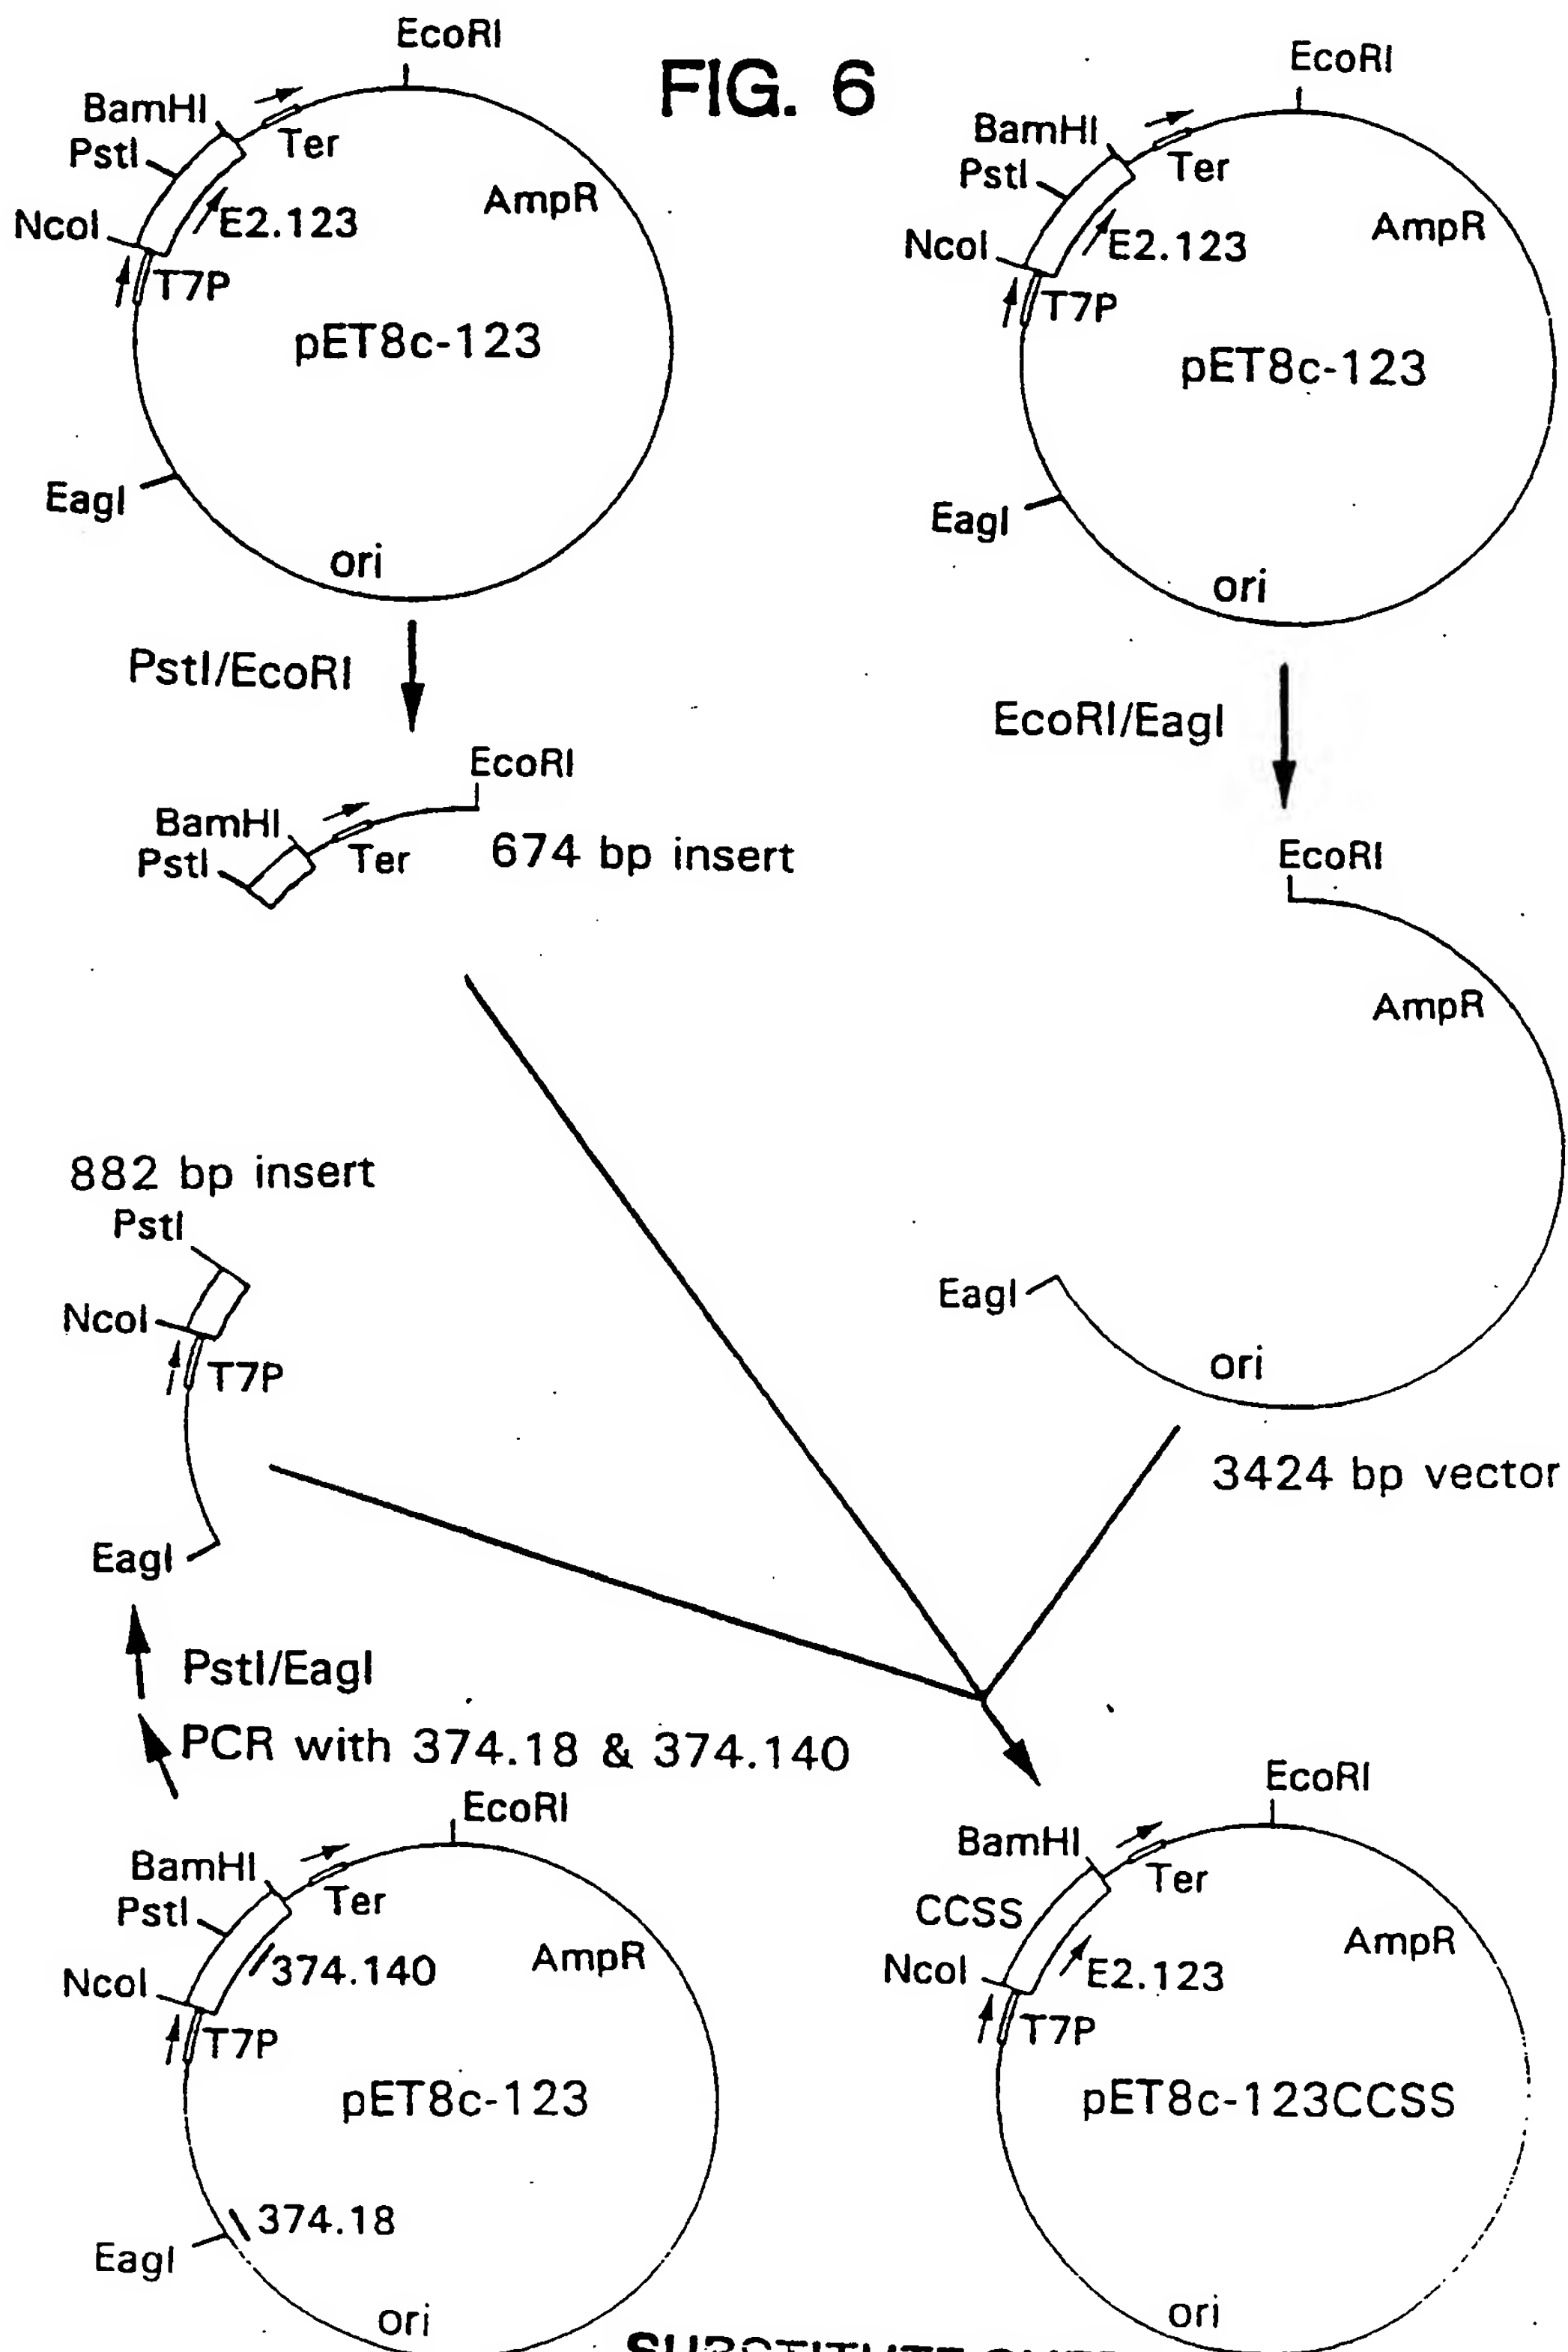 FIG. 6
EcoRI
BamHI
PstI
Ter
NcoI
E2.123
AmpR
T7P
pET8c-123
EagI
ori
EcoRI
BamHI
PstI
Ter
NcoI
E2.123
AmpR
T7P
pET8c-123
EagI
ori
PstI/EcoRI
EcoRI/EagI
EcoRI
BamHI
PstI
Ter
674 bp insert
EcoRI
AmpR
EagI
ori
3424 bp vector
882 bp insert
PstI
NcoI
T7P
EagI
PstI/EagI
PCR with 374.18 & 374.140
EcoRI
BamHI
PstI
Ter
374.140
AmpR
NcoI
T7P
pET8c-123
374.18
EagI
ori
EcoRI
BamHI
Ter
CCSS
AmpR
NcoI
E2.123
T7P
pET8c-123CCSS
ori
SUBSTITUTE